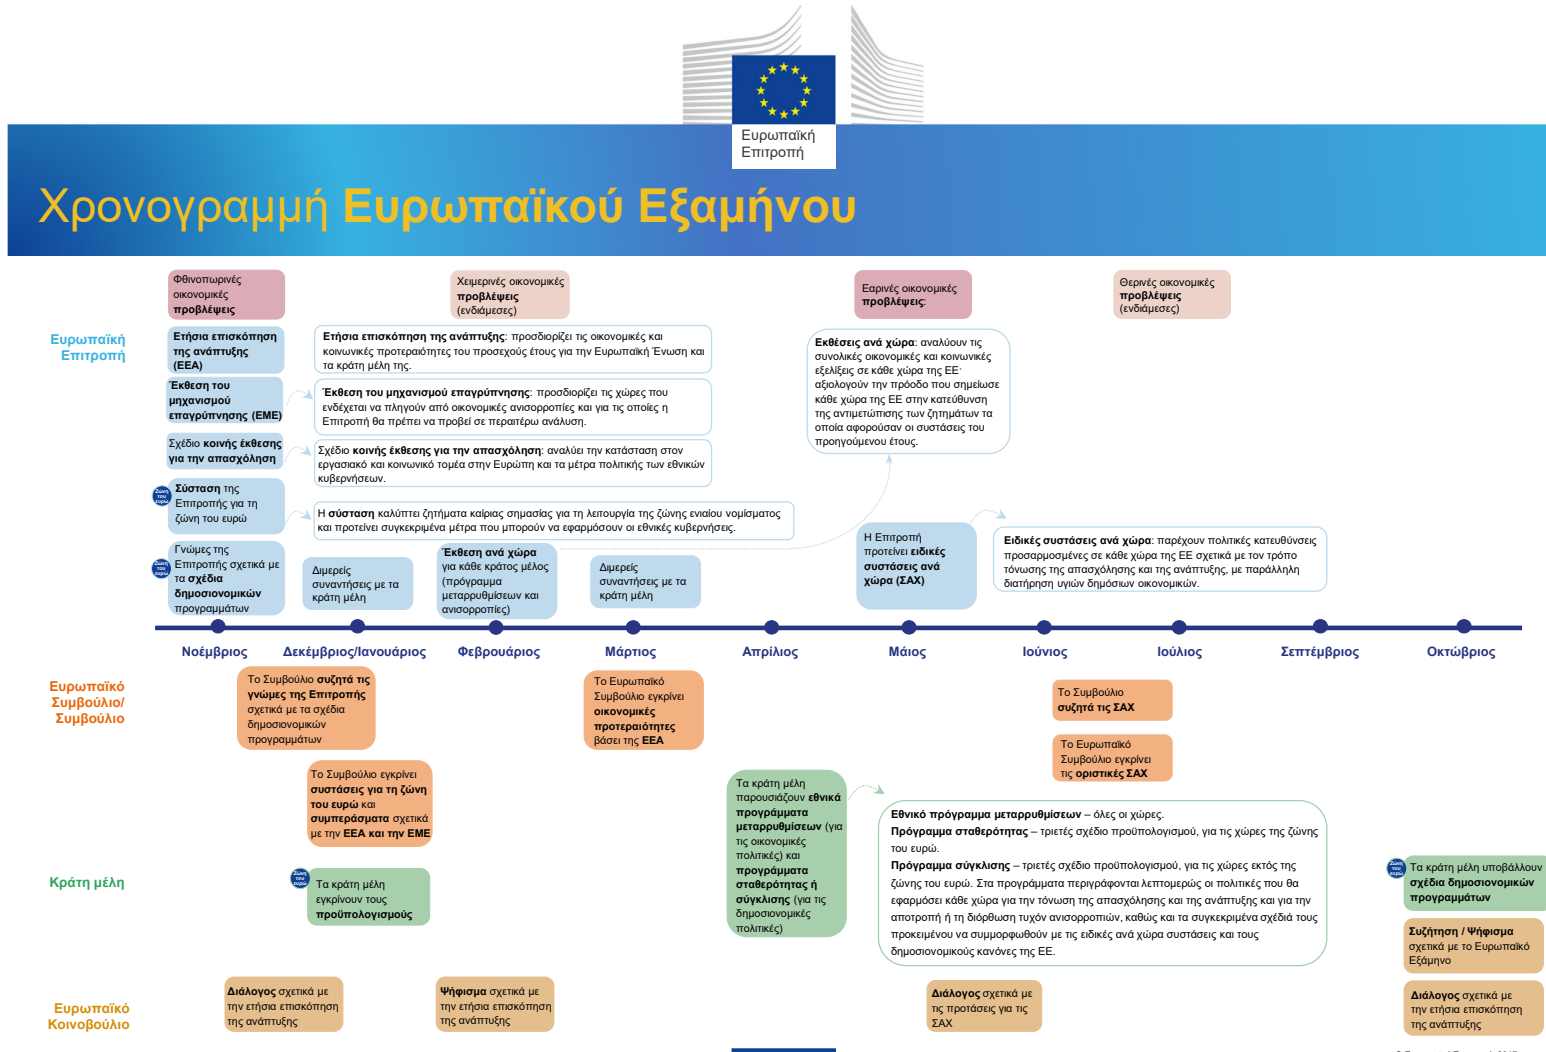 Ευρωπαϊκή
Επιτροπή
Χρονογραμμή Ευρωπαϊκού Εξαμήνου
Φθινοπωρινές
οικονομικές
προβλέψεις
Χειμερινές οικονομικές
προβλέψεις
(ενδιάμεσες)
Εαρινές οικονομικές
προβλέψεις:
Θερινές οικονομικές
προβλέψεις
(ενδιάμεσες)
Ευρωπαϊκή
Επιτροπή
Ετήσια επισκόπηση
της ανάπτυξης
(ΕΕΑ)
Ετήσια επισκόπηση της ανάπτυξης: προσδιορίζει τις οικονομικές και
κοινωνικές προτεραιότητες του προσεχούς έτους για την Ευρωπαϊκή Ένωση και
τα κράτη μέλη της.
Έκθεση του
μηχανισμού
επαγρύπνησης (ΕΜΕ)
Έκθεση του μηχανισμού επαγρύπνησης: προσδιορίζει τις χώρες που
ενδέχεται να πληγούν από οικονομικές ανισορροπίες και για τις οποίες η
Επιτροπή θα πρέπει να προβεί σε περαιτέρω ανάλυση.
Σχέδιο κοινής έκθεσης
για την απασχόληση
Σχέδιο κοινής έκθεσης για την απασχόληση: αναλύει την κατάσταση στον
εργασιακό και κοινωνικό τομέα στην Ευρώπη και τα μέτρα πολιτικής των εθνικών
κυβερνήσεων.
Ζώνη
του
ευρώ
Σύσταση της
Επιτροπής για τη
ζώνη του ευρώ
Η σύσταση καλύπτει ζητήματα καίριας σημασίας για τη λειτουργία της ζώνης ενιαίου νομίσματος
και προτείνει συγκεκριμένα μέτρα που μπορούν να εφαρμόσουν οι εθνικές κυβερνήσεις.
Εκθέσεις ανά χώρα: αναλύουν τις
συνολικές οικονομικές και κοινωνικές
εξελίξεις σε κάθε χώρα της ΕΕ·
αξιολογούν την πρόοδο που σημείωσε
κάθε χώρα της ΕΕ στην κατεύθυνση
της αντιμετώπισης των ζητημάτων τα
οποία αφορούσαν οι συστάσεις του
προηγούμενου έτους.
Ζώνη
του
ευρώ
Γνώμες της
Επιτροπής σχετικά με
τα σχέδια
δημοσιονομικών
προγραμμάτων
Διμερείς
συναντήσεις με τα
κράτη μέλη
Έκθεση ανά χώρα
για κάθε κράτος μέλος
(πρόγραμμα
μεταρρυθμίσεων και
ανισορροπίες)
Διμερείς
συναντήσεις με τα
κράτη μέλη
Η Επιτροπή
προτείνει ειδικές
συστάσεις ανά
χώρα (ΣΑΧ)
Ειδικές συστάσεις ανά χώρα: παρέχουν πολιτικές κατευθύνσεις
προσαρμοσμένες σε κάθε χώρα της ΕΕ σχετικά με τον τρόπο
τόνωσης της απασχόλησης και της ανάπτυξης, με παράλληλη
διατήρηση υγιών δημόσιων οικονομικών.
Νοέμβριος
Δεκέμβριος/Ιανουάριος
Φεβρουάριος
Μάρτιος
Απρίλιος
Μάιος
Ιούνιος
Ιούλιος
Σεπτέμβριος
Οκτώβριος
Ευρωπαϊκό
Συμβούλιο/
Συμβούλιο
Το Συμβούλιο συζητά τις
γνώμες της Επιτροπής
σχετικά με τα σχέδια
δημοσιονομικών
προγραμμάτων
Το Ευρωπαϊκό
Συμβούλιο εγκρίνει
οικονομικές
προτεραιότητες
βάσει της ΕΕΑ
Το Συμβούλιο
συζητά τις ΣΑΧ
Το Ευρωπαϊκό
Συμβούλιο εγκρίνει
τις οριστικές ΣΑΧ
Το Συμβούλιο εγκρίνει
συστάσεις για τη ζώνη
του ευρώ και
συμπεράσματα σχετικά
με την ΕΕΑ και την ΕΜΕ
Κράτη μέλη
Ζώνη
του
ευρώ
Τα κράτη μέλη
εγκρίνουν τους
προϋπολογισμούς
Τα κράτη μέλη
παρουσιάζουν εθνικά
προγράμματα
μεταρρυθμίσεων (για
τις οικονομικές
πολιτικές) και
προγράμματα
σταθερότητας ή
σύγκλισης (για τις
δημοσιονομικές
πολιτικές)
Εθνικό πρόγραμμα μεταρρυθμίσεων – όλες οι χώρες.
Πρόγραμμα σταθερότητας – τριετές σχέδιο προϋπολογισμού, για τις χώρες της ζώνης
του ευρώ.
Πρόγραμμα σύγκλισης – τριετές σχέδιο προϋπολογισμού, για τις χώρες εκτός της
ζώνης του ευρώ. Στα προγράμματα περιγράφονται λεπτομερώς οι πολιτικές που θα
εφαρμόσει κάθε χώρα για την τόνωση της απασχόλησης και της ανάπτυξης και για την
αποτροπή ή τη διόρθωση τυχόν ανισορροπιών, καθώς και τα συγκεκριμένα σχέδιά τους
προκειμένου να συμμορφωθούν με τις ειδικές ανά χώρα συστάσεις και τους
δημοσιονομικούς κανόνες της ΕΕ.
Ζώνη
του
ευρώ
Τα κράτη μέλη υποβάλλουν
σχέδια δημοσιονομικών
προγραμμάτων
Συζήτηση / Ψήφισμα
σχετικά με το Ευρωπαϊκό
Εξάμηνο
Ευρωπαϊκό
Κοινοβούλιο
Διάλογος σχετικά με
την ετήσια επισκόπηση
της ανάπτυξης
Ψήφισμα σχετικά με
την ετήσια επισκόπηση
της ανάπτυξης
Διάλογος σχετικά με
τις προτάσεις για τις
ΣΑΧ
Διάλογος σχετικά με
την ετήσια επισκόπηση
της ανάπτυξης